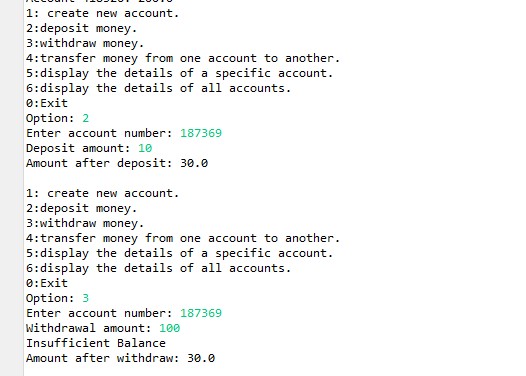 1: create new account.
2:deposit money.
3:withdraw money.
4:transfer money from one account to another.
5:display the details of a specific account.
6:display the details of all accounts.
0:Exit
Option: 2
Enter account number: 187369
Deposit amount: 10
Amount after deposit: 30.0
1: create new account.
2:deposit money.
3:withdraw money.
4:transfer money from one account to another.
5:display the details of a specific account.
6:display the details of all accounts.
0:Exit
Option: 3
Enter account number: 187369
Withdrawal amount: 100
Insufficient Balance
Amount after withdraw: 30.0